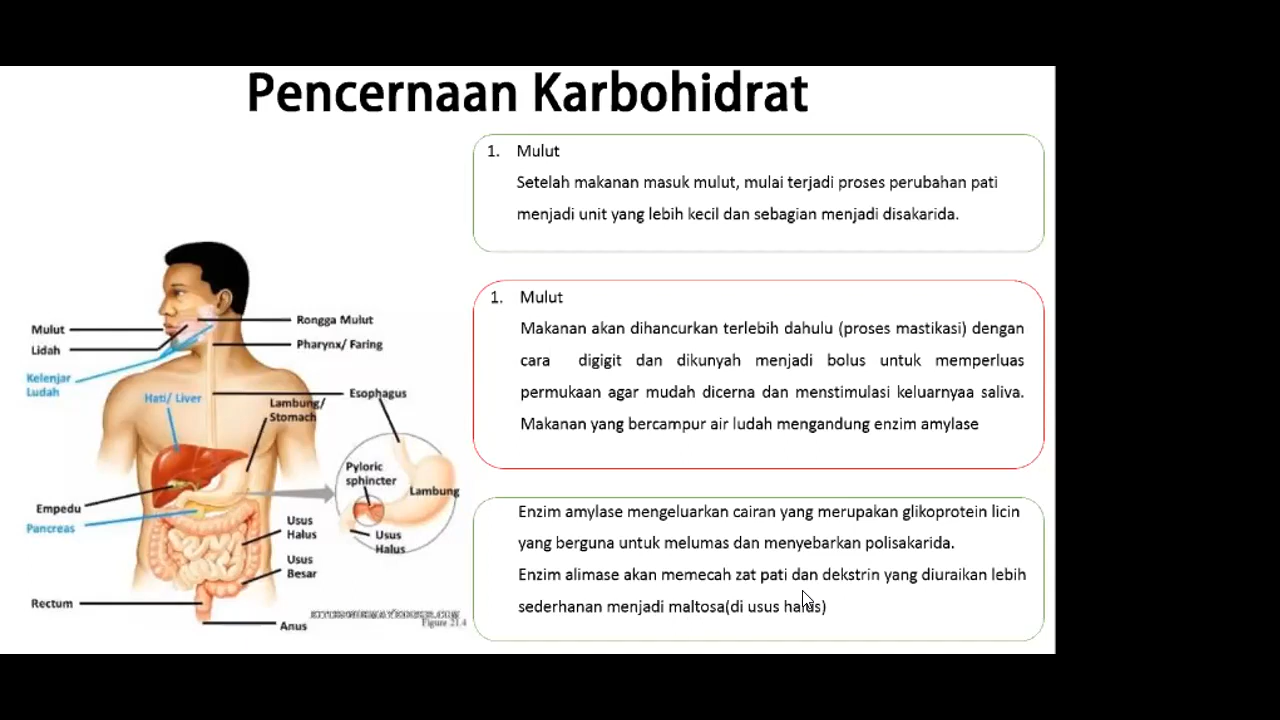 Pencernaan Karbohidrat
1. Mulut
Setelah makanan masuk mulut, mulai terjadi proses perubahan pati
menjadi unit yang lebih kecil dan sebagian menjadi disakarida.
1. Mulut
Makanan akan dihancurkan terlebih dahulu (proses mastikasi) dengan
cara digigit dan dikunyah menjadi bolus untuk memperluas
permukaan agar mudah dicerna dan menstimulasi keluarnyaa saliva.
Makanan yang bercampur air ludah mengandung enzim amylase
Enzim amylase mengeluarkan cairan yang merupakan glikoprotein licin
yang berguna untuk melumas dan menyebarkan polisakarida.
Enzim alimase akan memecah zat pati dan dekstrin yang diuraikan lebih
sederhanan menjadi maltosa(di usus halus)
Mulut
Lidah
Kelenjar
Ludah
Hati/ Liver
Rongga Mulut
Pharynx/ Faring
Esophagus
Lambung/
Stomach
Pyloric
sphincter
Lambung
Usus
Halus
Empedu
Pancreas
Usus
Halus
Usus
Besar
Rectum
Anus
Figure 21.4